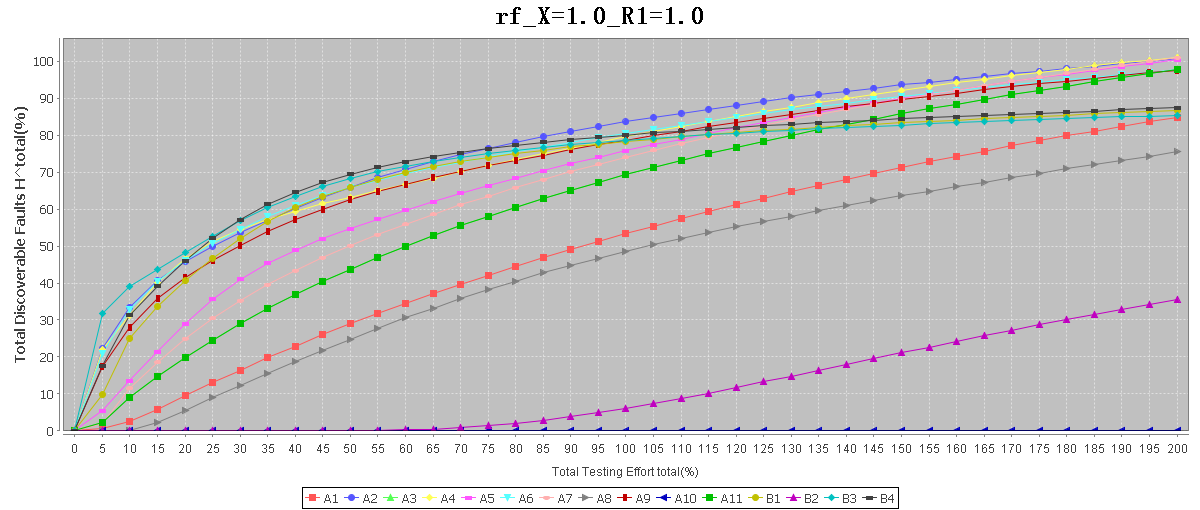 rf_X=1.0_R1=1.0
Total Discoverable Faults H^total(%)
100
90
80
70
60
50
40
30
20
10
0
0 5 10 15 20 25 30 35 40 45 50 55 60 65 70 75 80 85 90 95 100 105 110 115 120 125 130 135 140 145 150 155 160 165 170 175 180 185 190 195 200
Total Testing Effort total(%)
A1 A2 A3 A4 A5 A6 A7 A8 A9 A10 A11 B1 B2 B3 B4